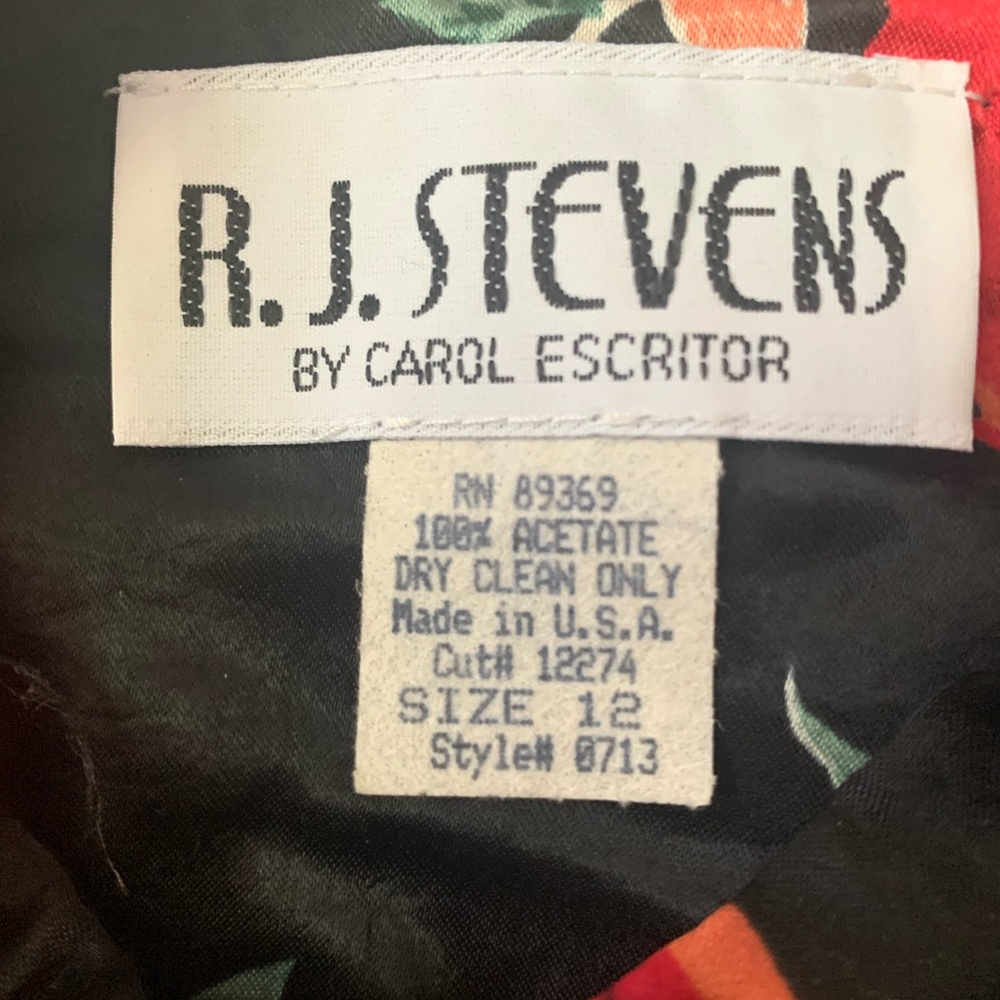 R. J. STEVENS
BY CAROL ESCRITOR
RN 89369
100% ACETATE
DRY CLEAN ONLY
Made in U.S.A.
Cut# 12274
SIZE 12
Style# 0713